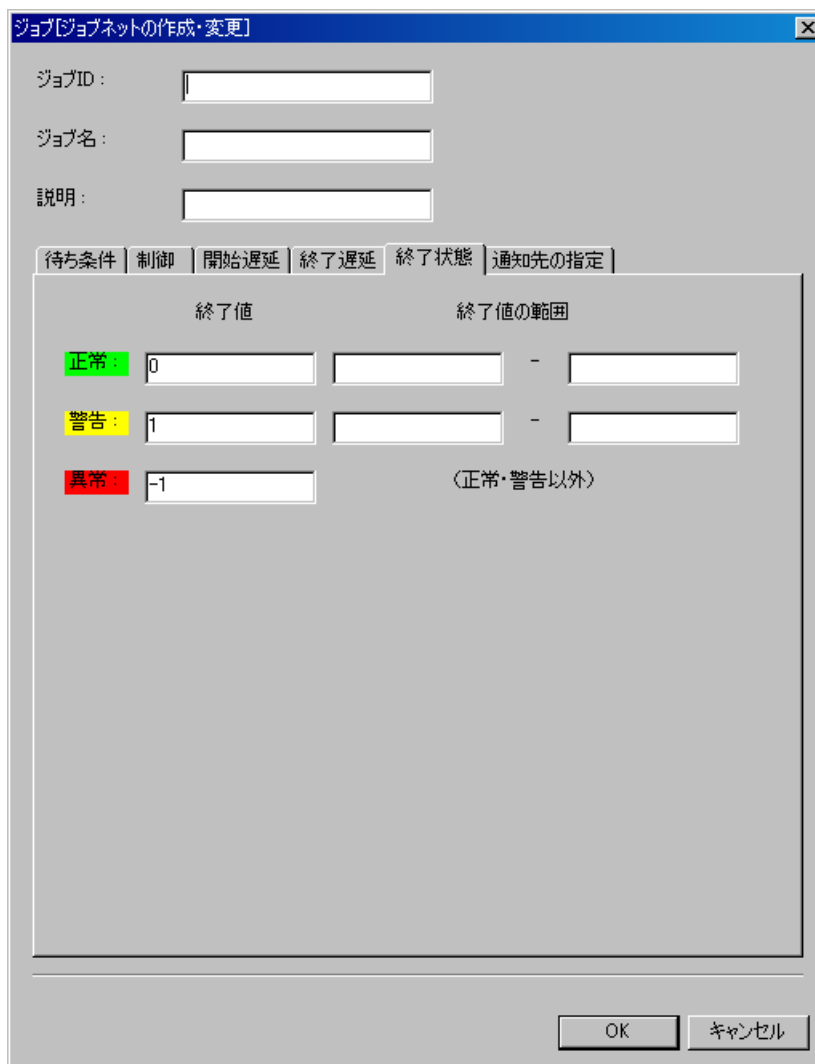 ジョブ[ジョブネットの作成・変更]
ジョブID：
ジョブ名：
説明：
待ち条件 制御 開始遅延 終了遅延 終了状態 通知先の指定
終了値 終了値の範囲
正常： 0 -
警告： 1 -
異常： -1 （正常・警告以外）
OK キャンセル